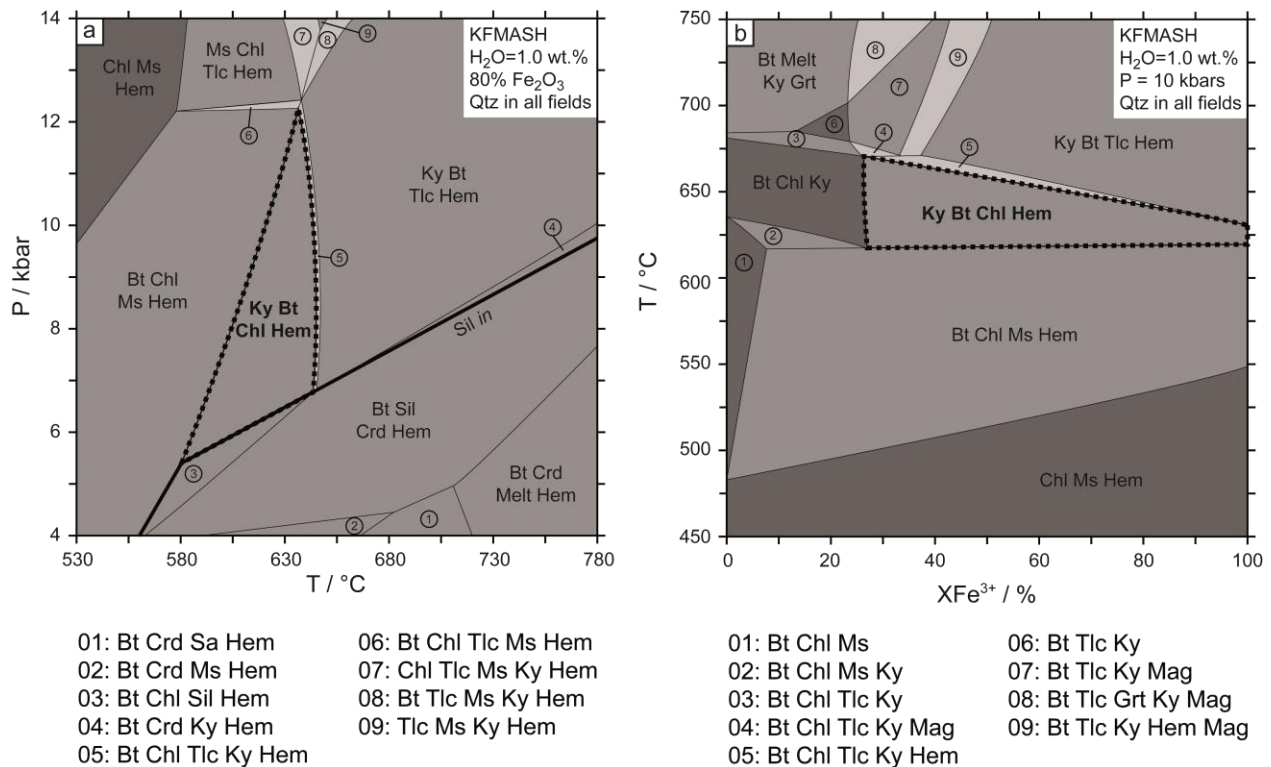 a
KFMASH
H₂O=1.0 wt.%
80% Fe₂O₃
Qtz in all fields
Chl Ms
Hem
Ms Chl
Tlc Hem
7
8
9
6
Ky Bt
Tlc Hem
4
5
Bt Chl
Ms Hem
Ky Bt
Chl Hem
Sil in
Bt Sil
Crd Hem
3
Bt Crd
Melt Hem
2
1
14
12
10
8
6
4
P / kbar
530
580
630
680
730
780
T / °C
01: Bt Crd Sa Hem
02: Bt Crd Ms Hem
03: Bt Chl Sil Hem
04: Bt Crd Ky Hem
05: Bt Chl Tlc Ky Hem
06: Bt Chl Tlc Ms Hem
07: Chl Tlc Ms Ky Hem
08: Bt Tlc Ms Ky Hem
09: Tlc Ms Ky Hem
b
KFMASH
H₂O=1.0 wt.%
P = 10 kbars
Qtz in all fields
Bt Melt
Ky Grt
8
9
7
6
3
4
5
Ky Bt Tlc Hem
Bt Chl Ky
Ky Bt Chl Hem
2
1
Bt Chl Ms Hem
Chl Ms Hem
750
700
650
600
550
500
450
T / °C
0
20
40
60
80
100
XFe³⁺ / %
01: Bt Chl Ms
02: Bt Chl Ms Ky
03: Bt Chl Tlc Ky
04: Bt Chl Tlc Ky Mag
05: Bt Chl Tlc Ky Hem
06: Bt Tlc Ky
07: Bt Tlc Ky Mag
08: Bt Tlc Grt Ky Mag
09: Bt Tlc Ky Hem Mag